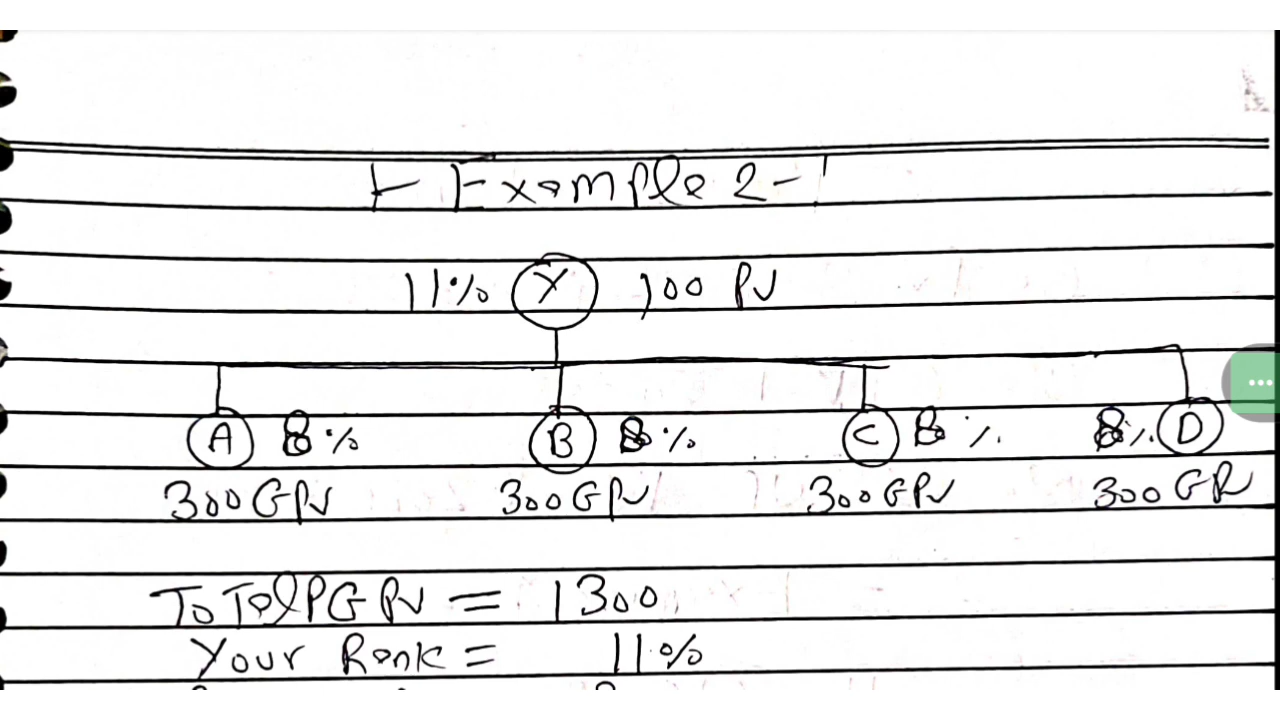 Example 2
11% Y 100 PV
A 8% B 8% C 8% 8% D
300 GPV 300 GPV 300 GPV 300 GPV
ToTal PGPV = 1300
Your Rank = 11%